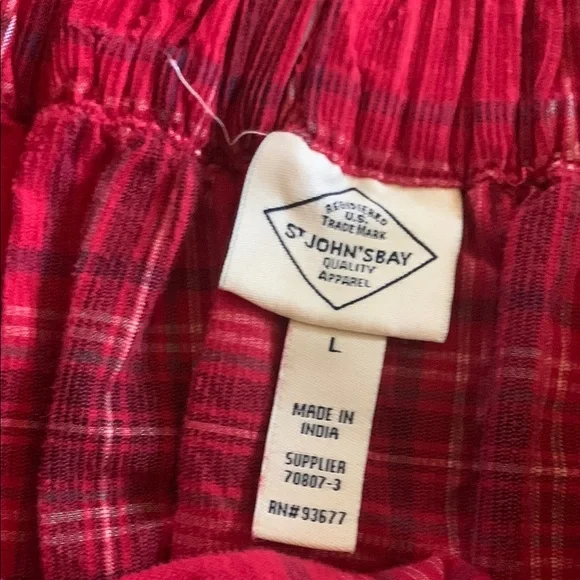 REGISTERED
U.S.
TRADE MARK
ST JOHN'S BAY
QUALITY
APPAREL
L
MADE IN
INDIA
SUPPLIER
70807-3
RN#93677